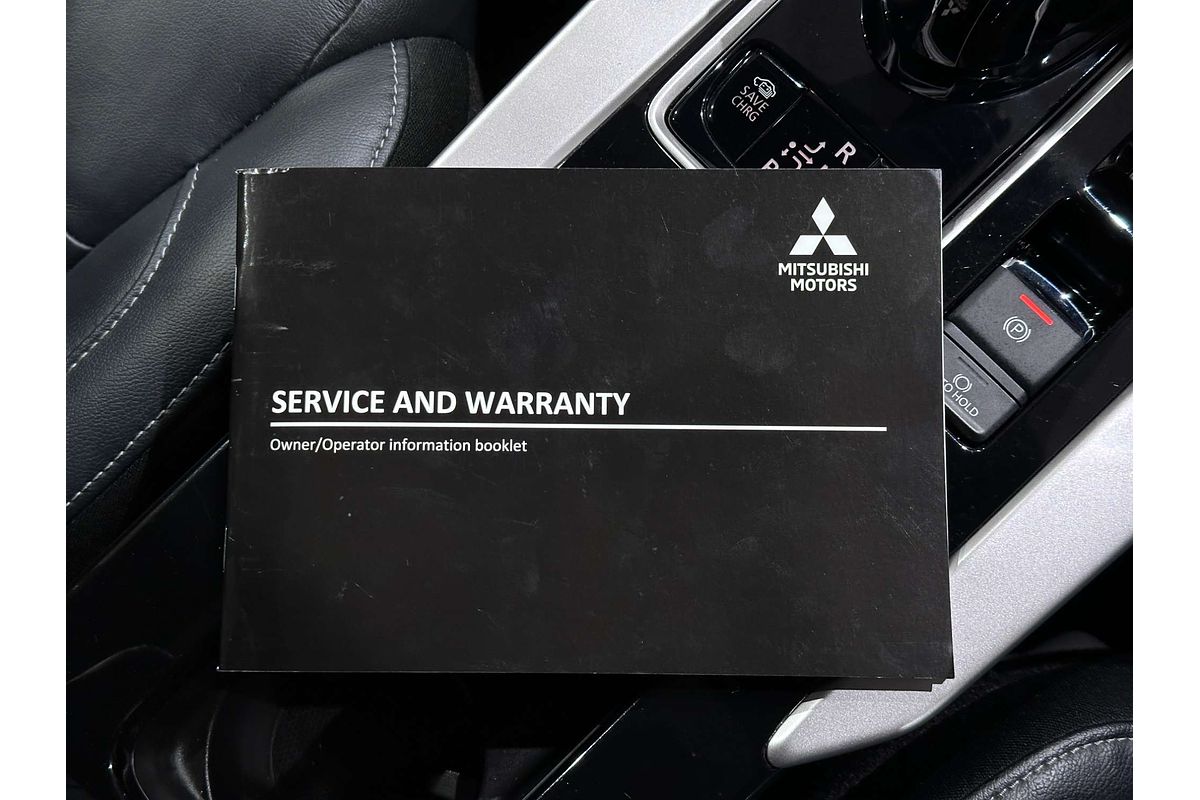 SAVE
CHRG
R
MITSUBISHI
MOTORS
P
SERVICE AND WARRANTY
HOLD
Owner/Operator information booklet